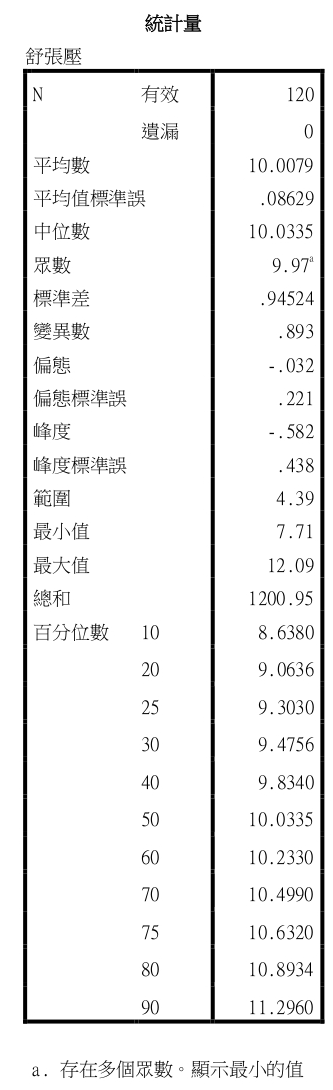 統計量
舒張壓
N 有效 120
遺漏 0
平均數 10.0079
平均值標準誤 .08629
中位數 10.0335
眾數 9.97a
標準差 .94524
變異數 .893
偏態 -.032
偏態標準誤 .221
峰度 -.582
峰度標準誤 .438
範圍 4.39
最小值 7.71
最大值 12.09
總和 1200.95
百分位數 10 8.6380
20 9.0636
25 9.3030
30 9.4756
40 9.8340
50 10.0335
60 10.2330
70 10.4990
75 10.6320
80 10.8934
90 11.2960
a. 存在多個眾數。顯示最小的值